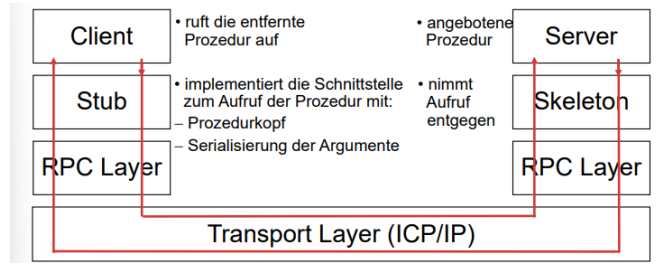 Client
• ruft die entfernte
Prozedur auf
• angebotene
Prozedur
Server
Stub
• implementiert die Schnittstelle
zum Aufruf der Prozedur mit:
– Prozedurkopf
– Serialisierung der Argumente
• nimmt
Aufruf
entgegen
Skeleton
RPC Layer
RPC Layer
Transport Layer (ICP/IP)